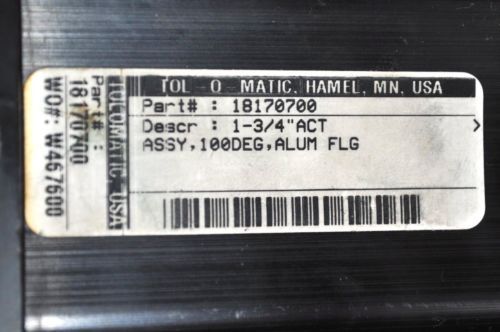 TOL-O-MATIC, HAMEL, MN, USA
Part# : 18170700
Descr : 1-3/4"ACT
ASSY,100DEG,ALUM FLG
TOLOMATIC, USA
Part# :
18170700
WO#: W467600